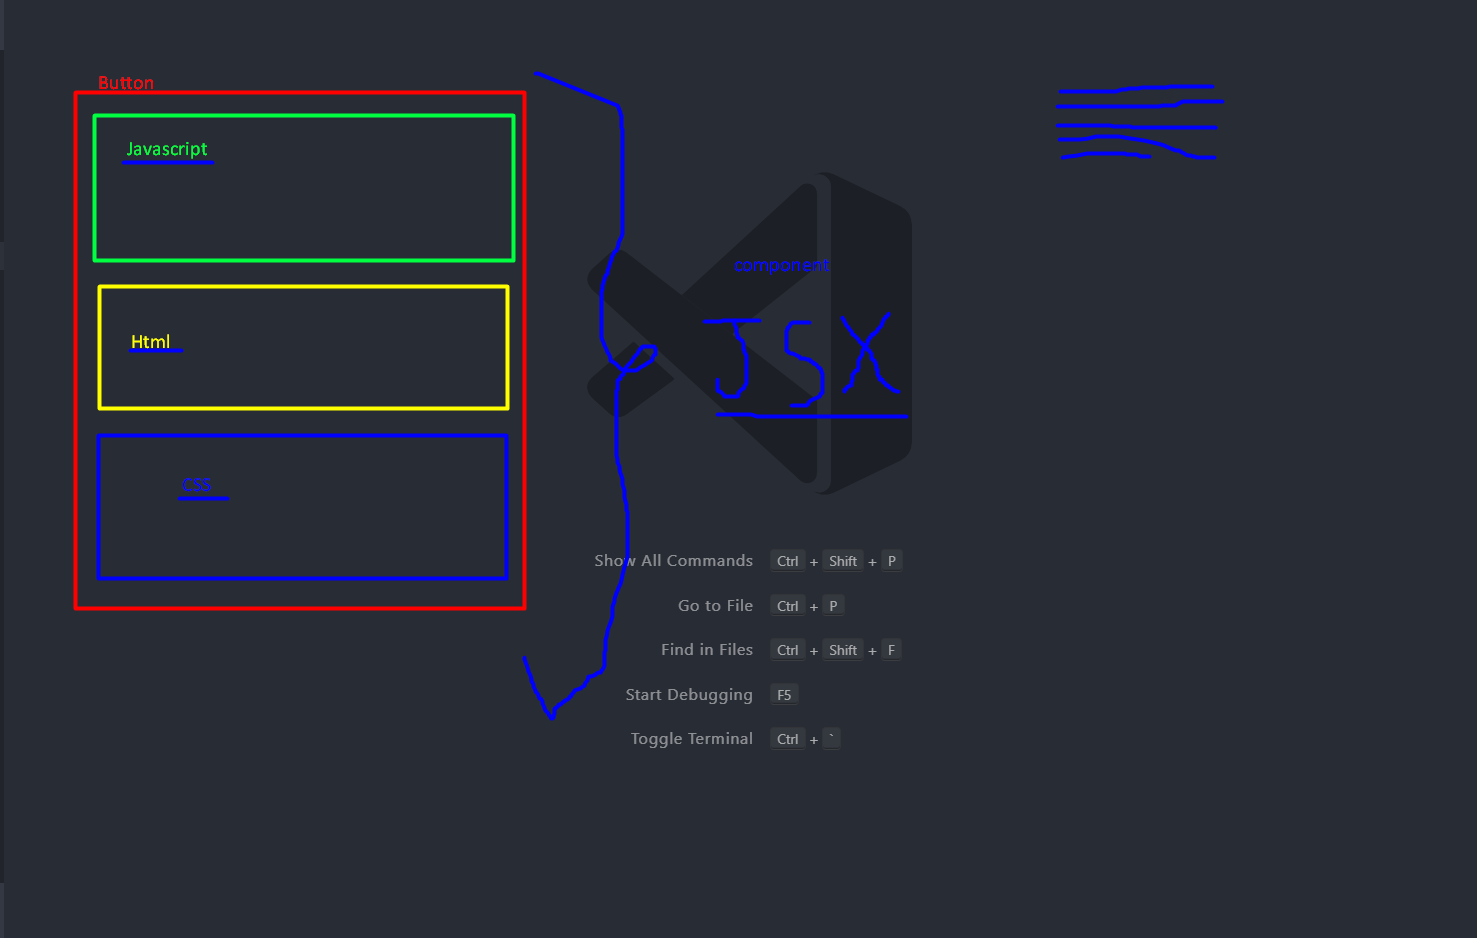 Button
Javascript
Html
CSS
component
JSX
Show All Commands Ctrl + Shift + P
Go to File Ctrl + P
Find in Files Ctrl + Shift + F
Start Debugging F5
Toggle Terminal Ctrl + `